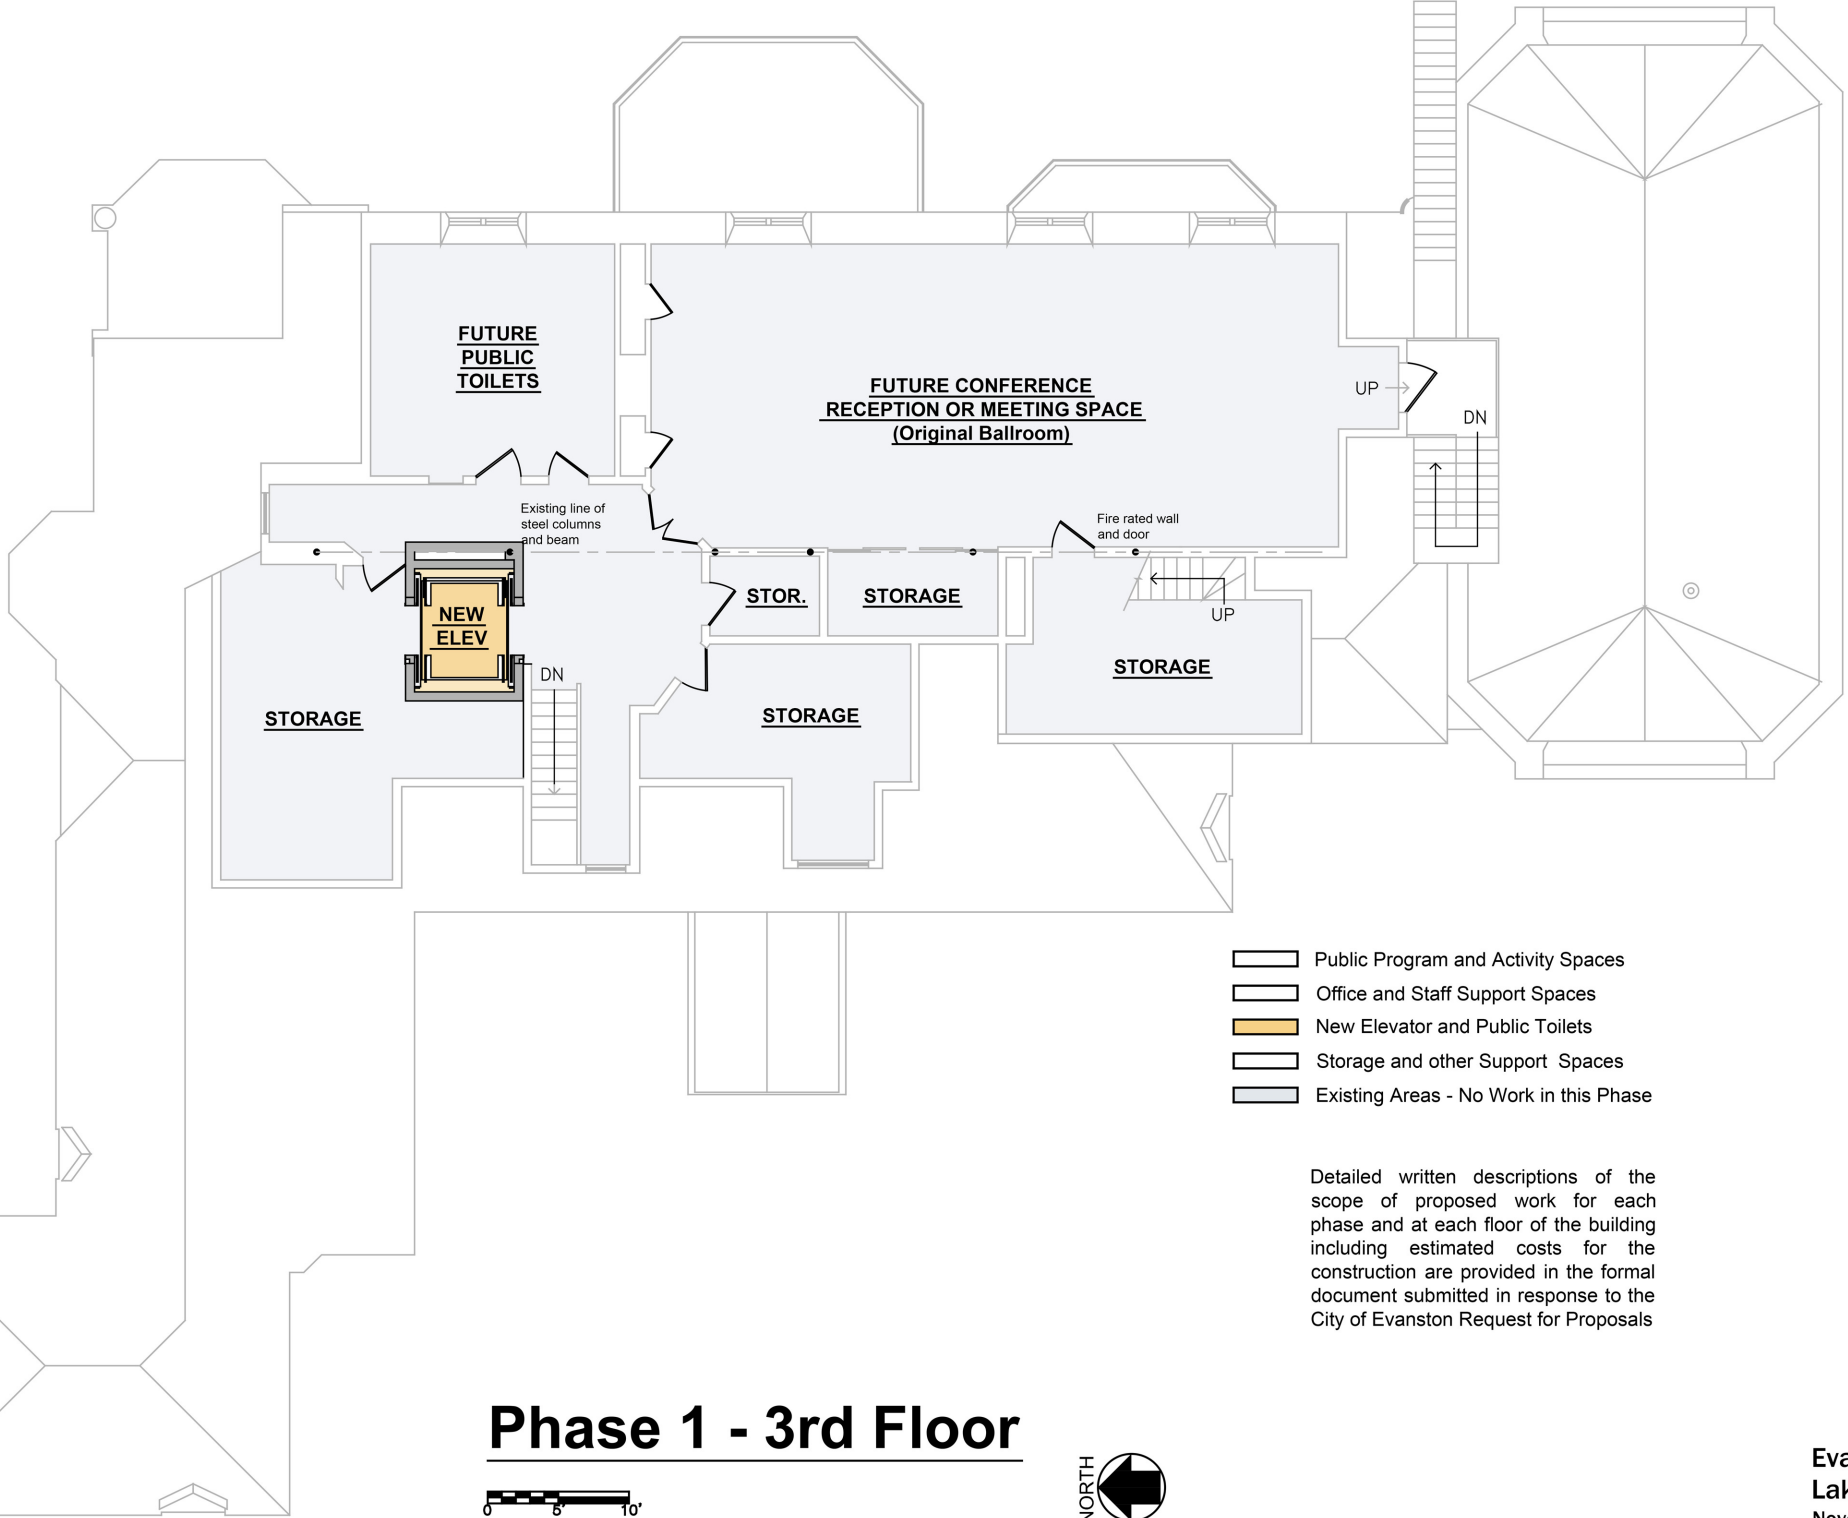 FUTURE
PUBLIC
TOILETS
FUTURE CONFERENCE
RECEPTION OR MEETING SPACE
(Original Ballroom)
UP
DN
Existing line of
steel columns
and beam
Fire rated wall
and door
NEW
ELEV
STOR.
STORAGE
UP
STORAGE
DN
STORAGE
STORAGE
Public Program and Activity Spaces
Office and Staff Support Spaces
New Elevator and Public Toilets
Storage and other Support Spaces
Existing Areas - No Work in this Phase
Detailed written descriptions of the
scope of proposed work for each
phase and at each floor of the building
including estimated costs for the
construction are provided in the formal
document submitted in response to the
City of Evanston Request for Proposals
Phase 1 - 3rd Floor
0 5' 10'
NORTH
Eva
Lak